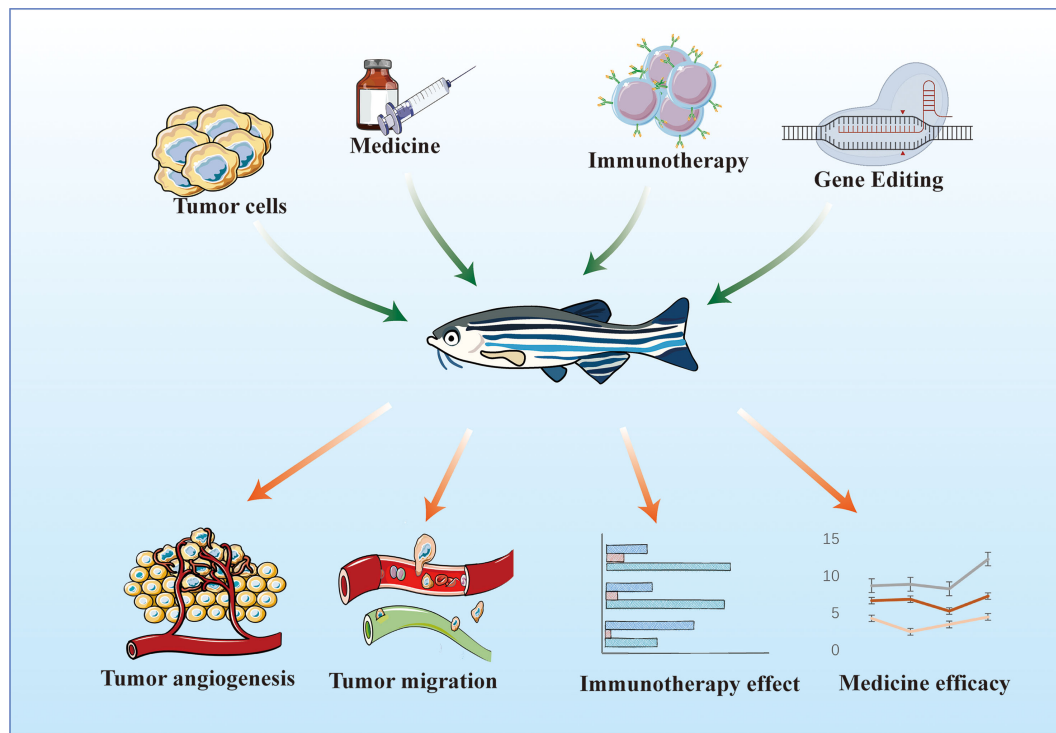 Medicine
Immunotherapy
Gene Editing
Tumor cells
15
10
5
0
Tumor angiogenesis
Tumor migration
Immunotherapy effect
Medicine efficacy